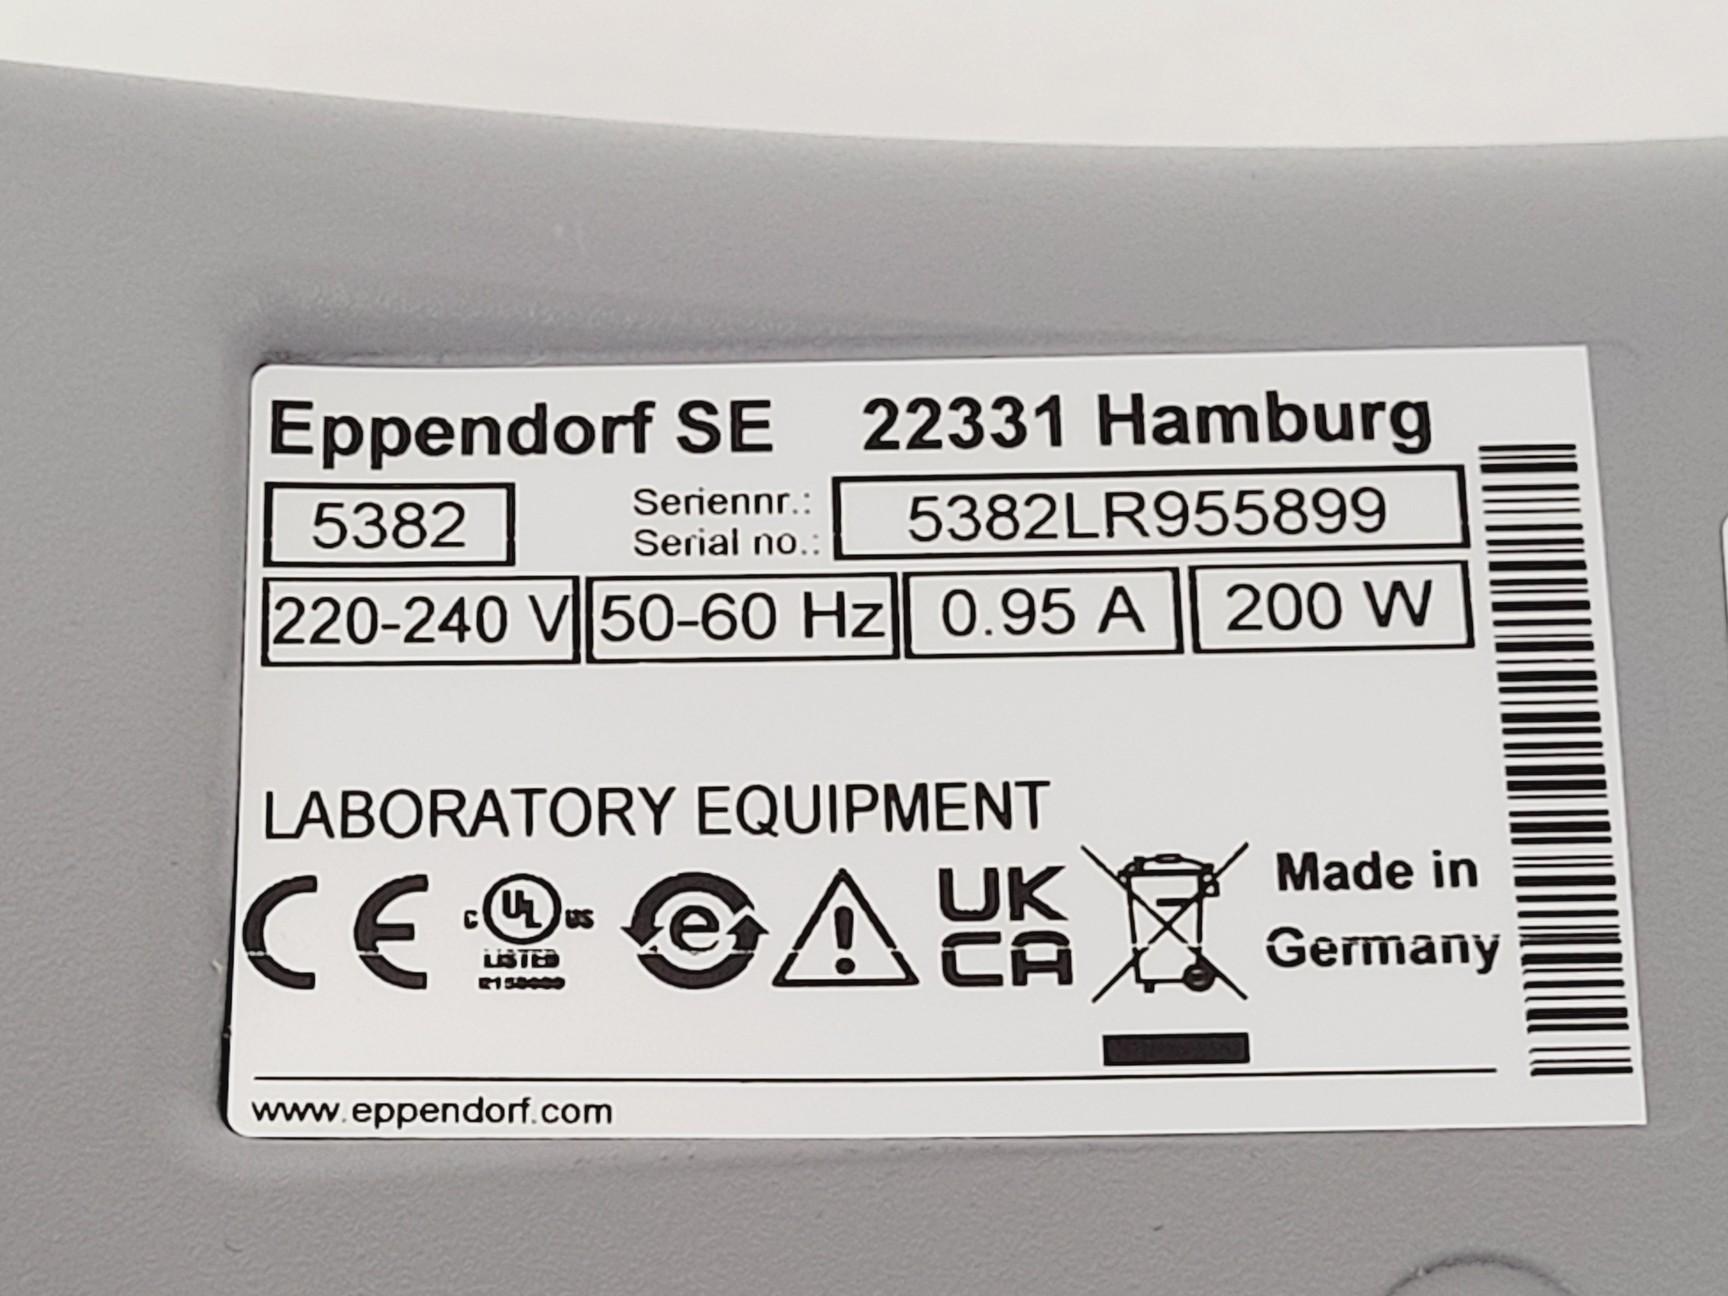 Eppendorf SE 22331 Hamburg
5382 Seriennr.: 5382LR955899
Serial no.:
220-240 V 50-60 Hz 0.95 A 200 W
LABORATORY EQUIPMENT
CE C UL US LISTED e ! UK CA Made in Germany
www.eppendorf.com